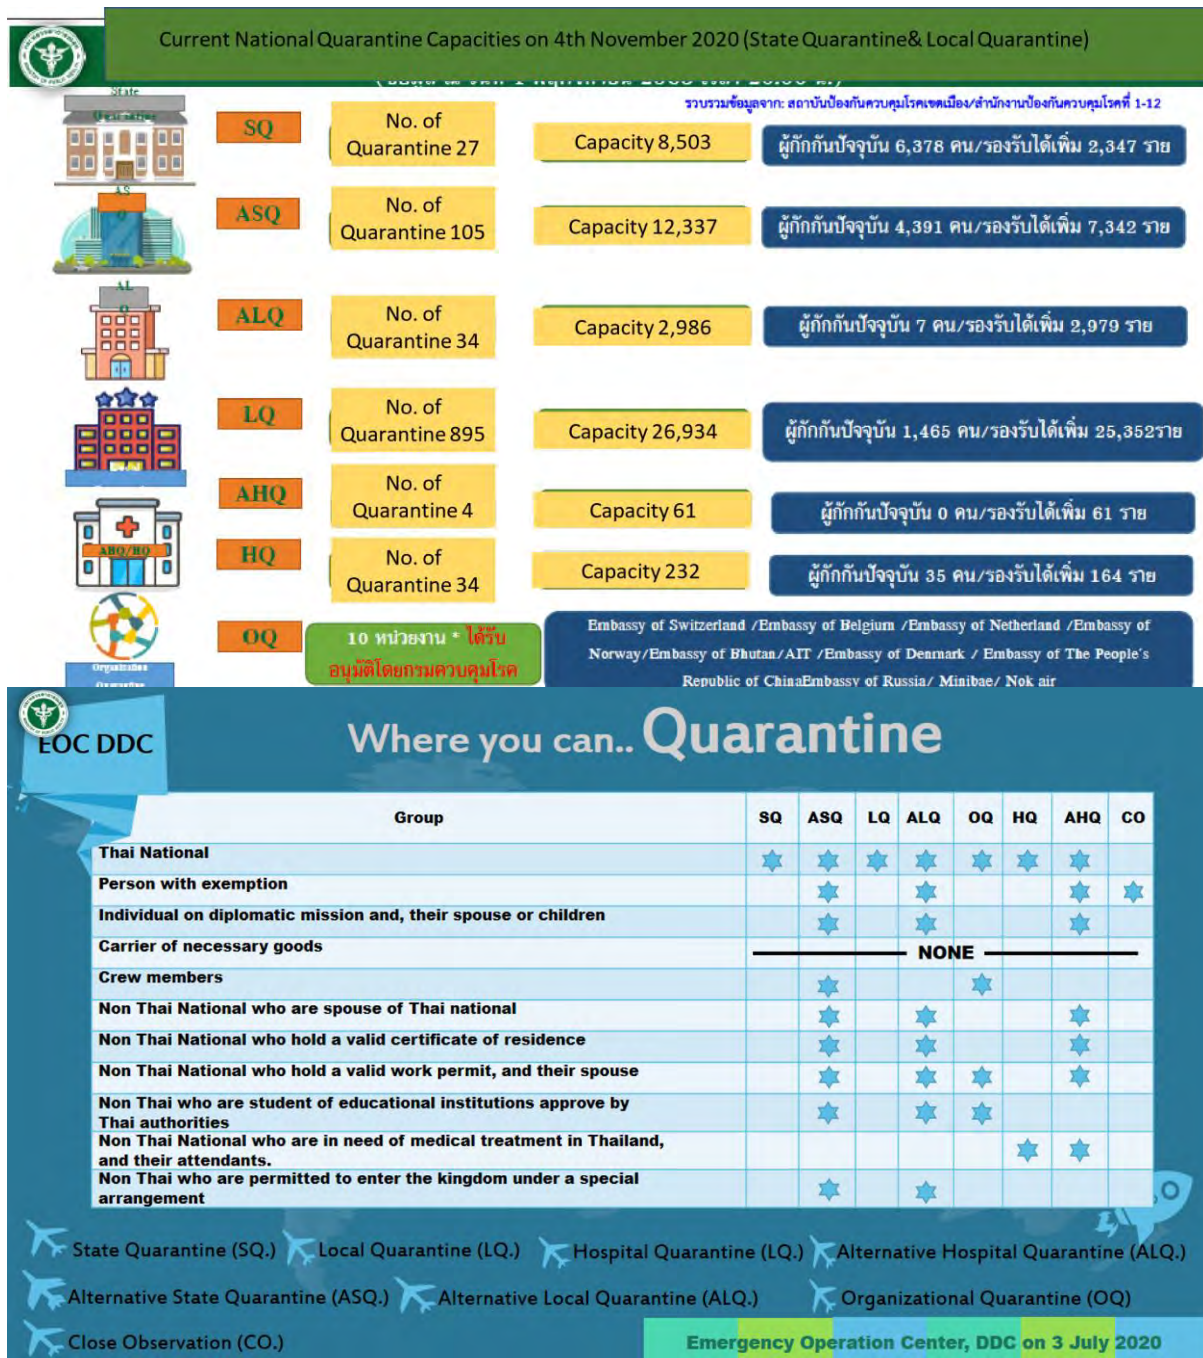 Current National Quarantine Capacities on 4th November 2020 (State Quarantine& Local Quarantine)
รวบรวมข้อมูลจาก: สถาบันป้องกันควบคุมโรคเขตเมือง/สำนักงานป้องกันควบคุมโรคที่ 1-12
State
SQ
No. of
Quarantine 27
Capacity 8,503
ผู้กักกันปัจจุบัน 6,378 คน/รองรับได้เพิ่ม 2,347 ราย
AS
Q
ASQ
No. of
Quarantine 105
Capacity 12,337
ผู้กักกันปัจจุบัน 4,391 คน/รองรับได้เพิ่ม 7,342 ราย
AL
Q
ALQ
No. of
Quarantine 34
Capacity 2,986
ผู้กักกันปัจจุบัน 7 คน/รองรับได้เพิ่ม 2,979 ราย
LQ
No. of
Quarantine 895
Capacity 26,934
ผู้กักกันปัจจุบัน 1,465 คน/รองรับได้เพิ่ม 25,352ราย
AHQ
No. of
Quarantine 4
Capacity 61
ผู้กักกันปัจจุบัน 0 คน/รองรับได้เพิ่ม 61 ราย
AHQ/HQ
HQ
No. of
Quarantine 34
Capacity 232
ผู้กักกันปัจจุบัน 35 คน/รองรับได้เพิ่ม 164 ราย
Organization
OQ
10 หน่วยงาน * ได้รับ
อนุมัติโดยกรมควบคุมโรค
Embassy of Switzerland /Embassy of Belgium /Embassy of Netherland /Embassy of
Norway/Embassy of Bhutan/AIT /Embassy of Denmark / Embassy of The People's
Republic of ChinaEmbassy of Russia/ Minibae/ Nok air
EOC DDC
Where you can.. Quarantine
Group SQ ASQ LQ ALQ OQ HQ AHQ CO
Thai National
Person with exemption
Individual on diplomatic mission and, their spouse or children
Carrier of necessary goods NONE
Crew members
Non Thai National who are spouse of Thai national
Non Thai National who hold a valid certificate of residence
Non Thai National who hold a valid work permit, and their spouse
Non Thai who are student of educational institutions approve by
Thai authorities
Non Thai National who are in need of medical treatment in Thailand,
and their attendants.
Non Thai who are permitted to enter the kingdom under a special
arrangement
State Quarantine (SQ.) Local Quarantine (LQ.) Hospital Quarantine (LQ.) Alternative Hospital Quarantine (ALQ.)
Alternative State Quarantine (ASQ.) Alternative Local Quarantine (ALQ.) Organizational Quarantine (OQ)
Close Observation (CO.)
Emergency Operation Center, DDC on 3 July 2020